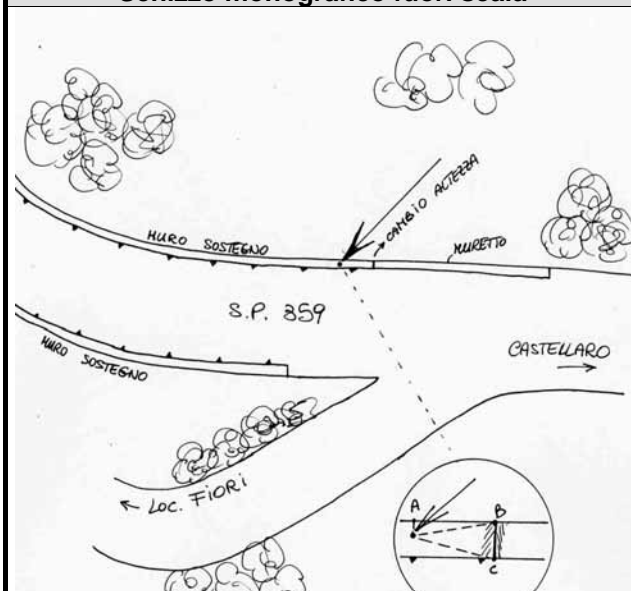 Schizzo monografico fuori scala
CAMBIO ALTEZZA
MURO SOSTEGNO
MURETTO
S.P. 359
MURO SOSTEGNO
CASTELLARO
→
← LOC. FIORI
A
B
C